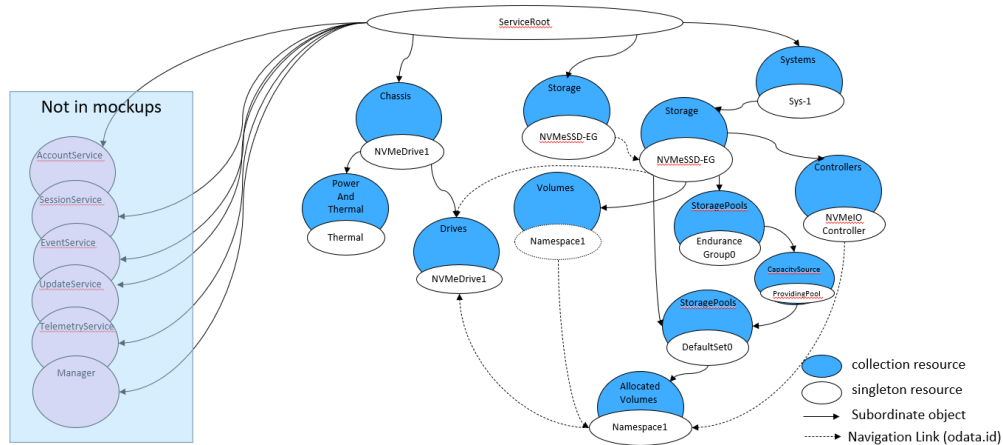 ServiceRoot
Not in mockups
AccountService
SessionService
EventService
UpdateService
TelemetryService
Manager
Chassis
NVMeDrive1
Power
And
Thermal
Thermal
Drives
NVMeDrive1
Storage
NVMeSSD-EG
Volumes
Namespace1
Systems
Sys-1
Storage
NVMeSSD-EG
StoragePools
Endurance
Group0
Controllers
NVMeIO
Controller
CapacitySource
ProvidingPool
StoragePools
DefaultSet0
Allocated
Volumes
Namespace1
collection resource
singleton resource
Subordinate object
Navigation Link (odata.id)